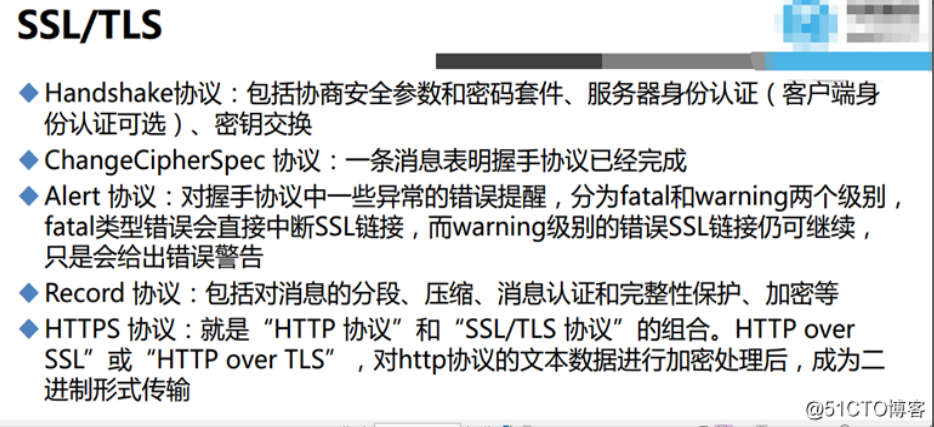 SSL/TLS
Handshake协议：包括协商安全参数和密码套件、服务器身份认证（客户端身
份认证可选）、密钥交换
ChangeCipherSpec 协议：一条消息表明握手协议已经完成
Alert 协议：对握手协议中一些异常的错误提醒，分为fatal和warning两个级别，
fatal类型错误会直接中断SSL链接，而warning级别的错误SSL链接仍可继续，
只是会给出错误警告
Record 协议：包括对消息的分段、压缩、消息认证和完整性保护、加密等
HTTPS 协议：就是“HTTP 协议”和“SSL/TLS 协议”的组合。HTTP over
SSL”或“HTTP over TLS”，对http协议的文本数据进行加密处理后，成为二
进制形式传输
@51CTO博客